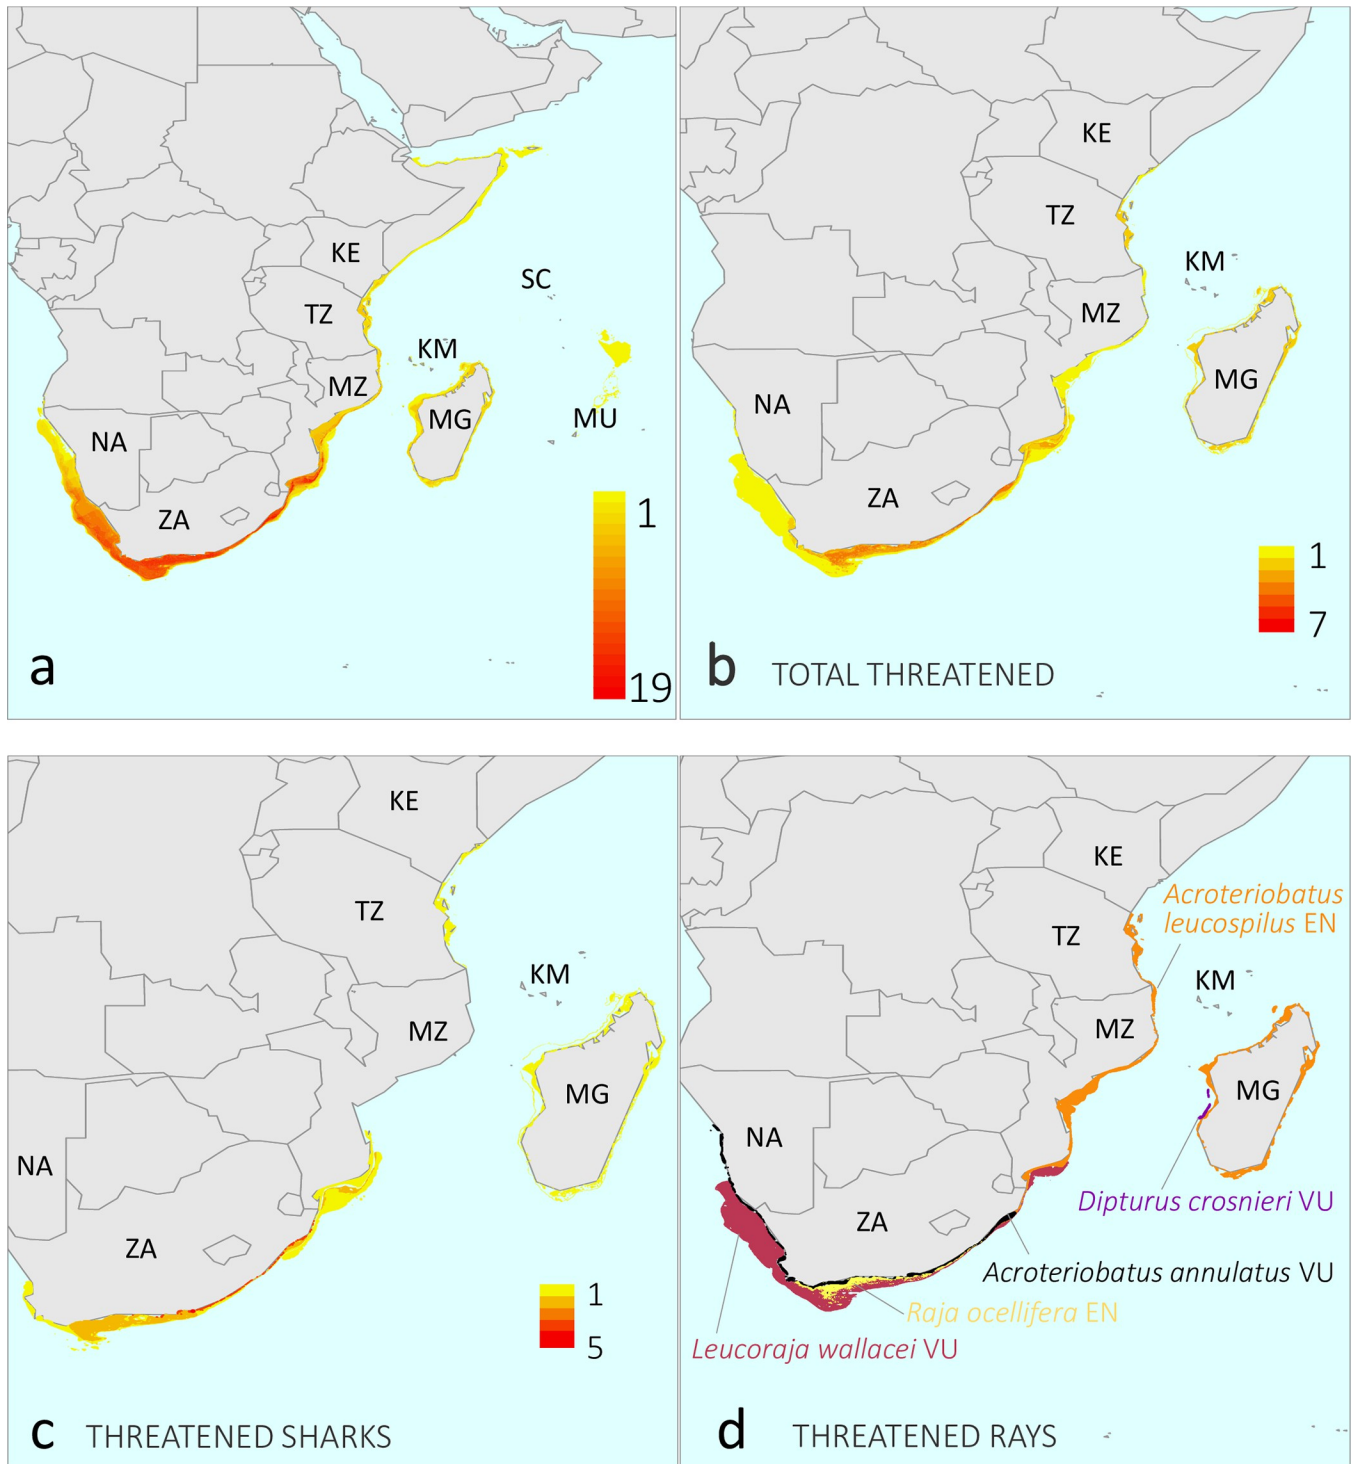 KE
SC
TZ
KM
MZ
MG
MU
NA
ZA
1
19
a
KE
TZ
KM
MZ
MG
NA
ZA
1
7
b TOTAL THREATENED
KE
TZ
KM
MZ
MG
NA
ZA
1
5
c THREATENED SHARKS
KE
Acroteriobatus
leucospilus EN
TZ
KM
MZ
MG
NA
Dipturus crosnieri VU
ZA
Acroteriobatus annulatus VU
Raja ocellifera EN
Leucoraja wallacei VU
d THREATENED RAYS